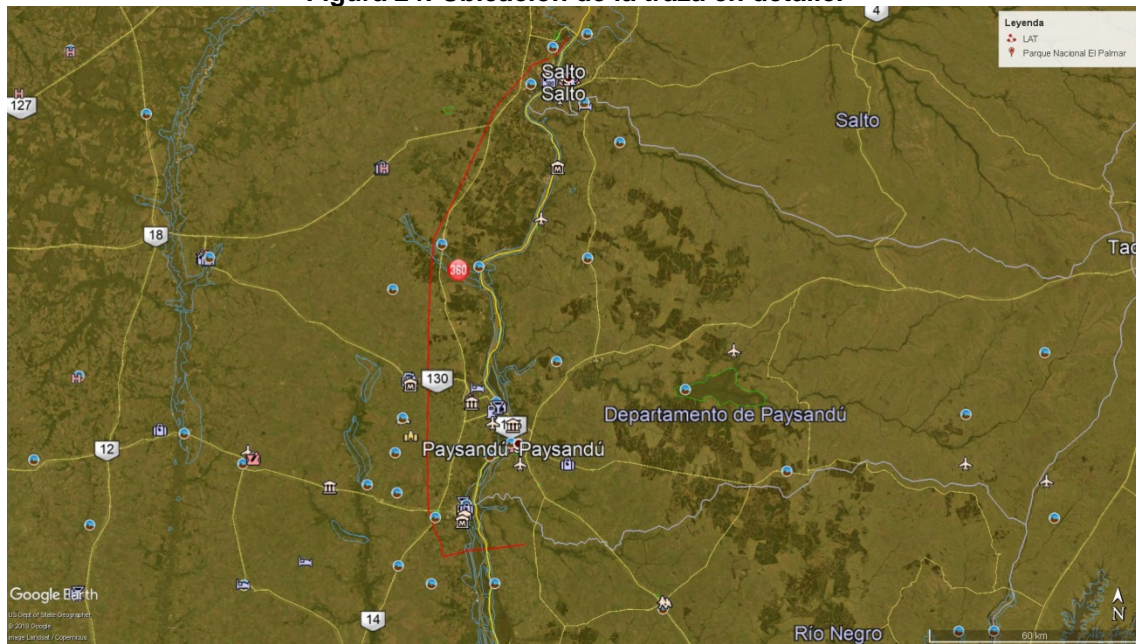 Figura 24. Ubicación de la traza en detalle.
4
Leyenda
LAT
Parque Nacional El Palmar
Salto
Salto
127
Salto
18
Tac
360
130
Departamento de Paysandú
Paysandú
Paysandú
12
Google Earth
US Dept of State Geographer
© 2018 Google
Image Landsat / Copernicus
14
Río Negro
N
60 km